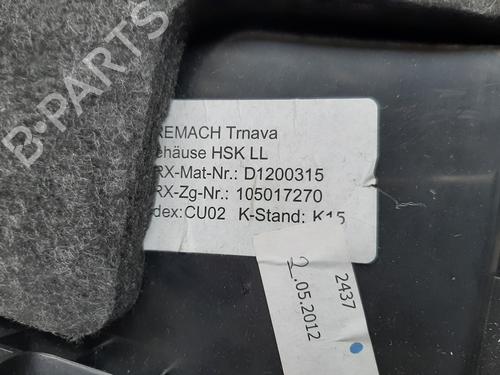 REMACH Trnava
ehäuse HSK LL
RX-Mat-Nr.: D1200315
RX-Zg-Nr.: 105017270
dex:CU02 K-Stand: K15
2437
2.05.2012
B-PARTS